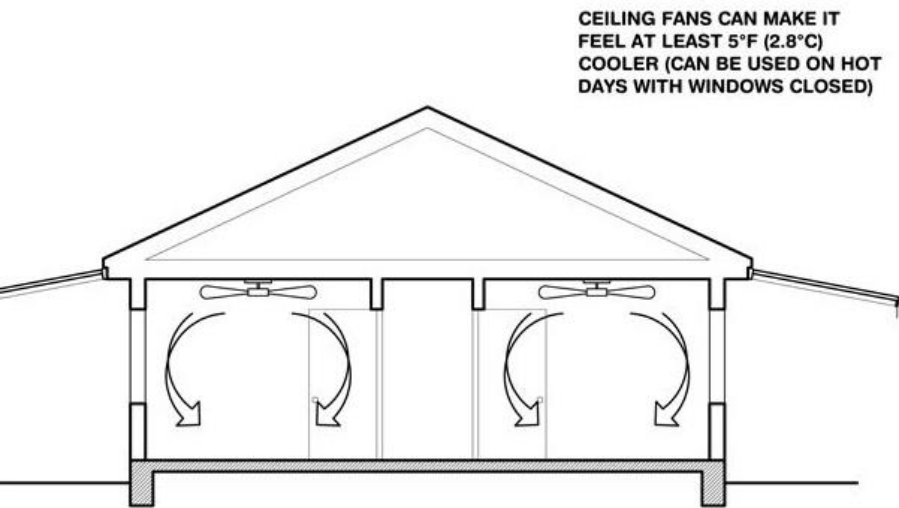 CEILING FANS CAN MAKE IT
FEEL AT LEAST 5°F (2.8°C)
COOLER (CAN BE USED ON HOT
DAYS WITH WINDOWS CLOSED)